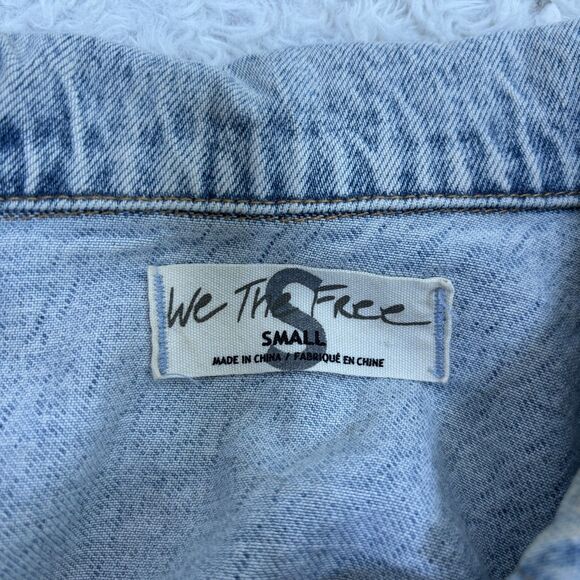 We The Free
S
SMALL
MADE IN CHINA / FABRIQUÉ EN CHINE